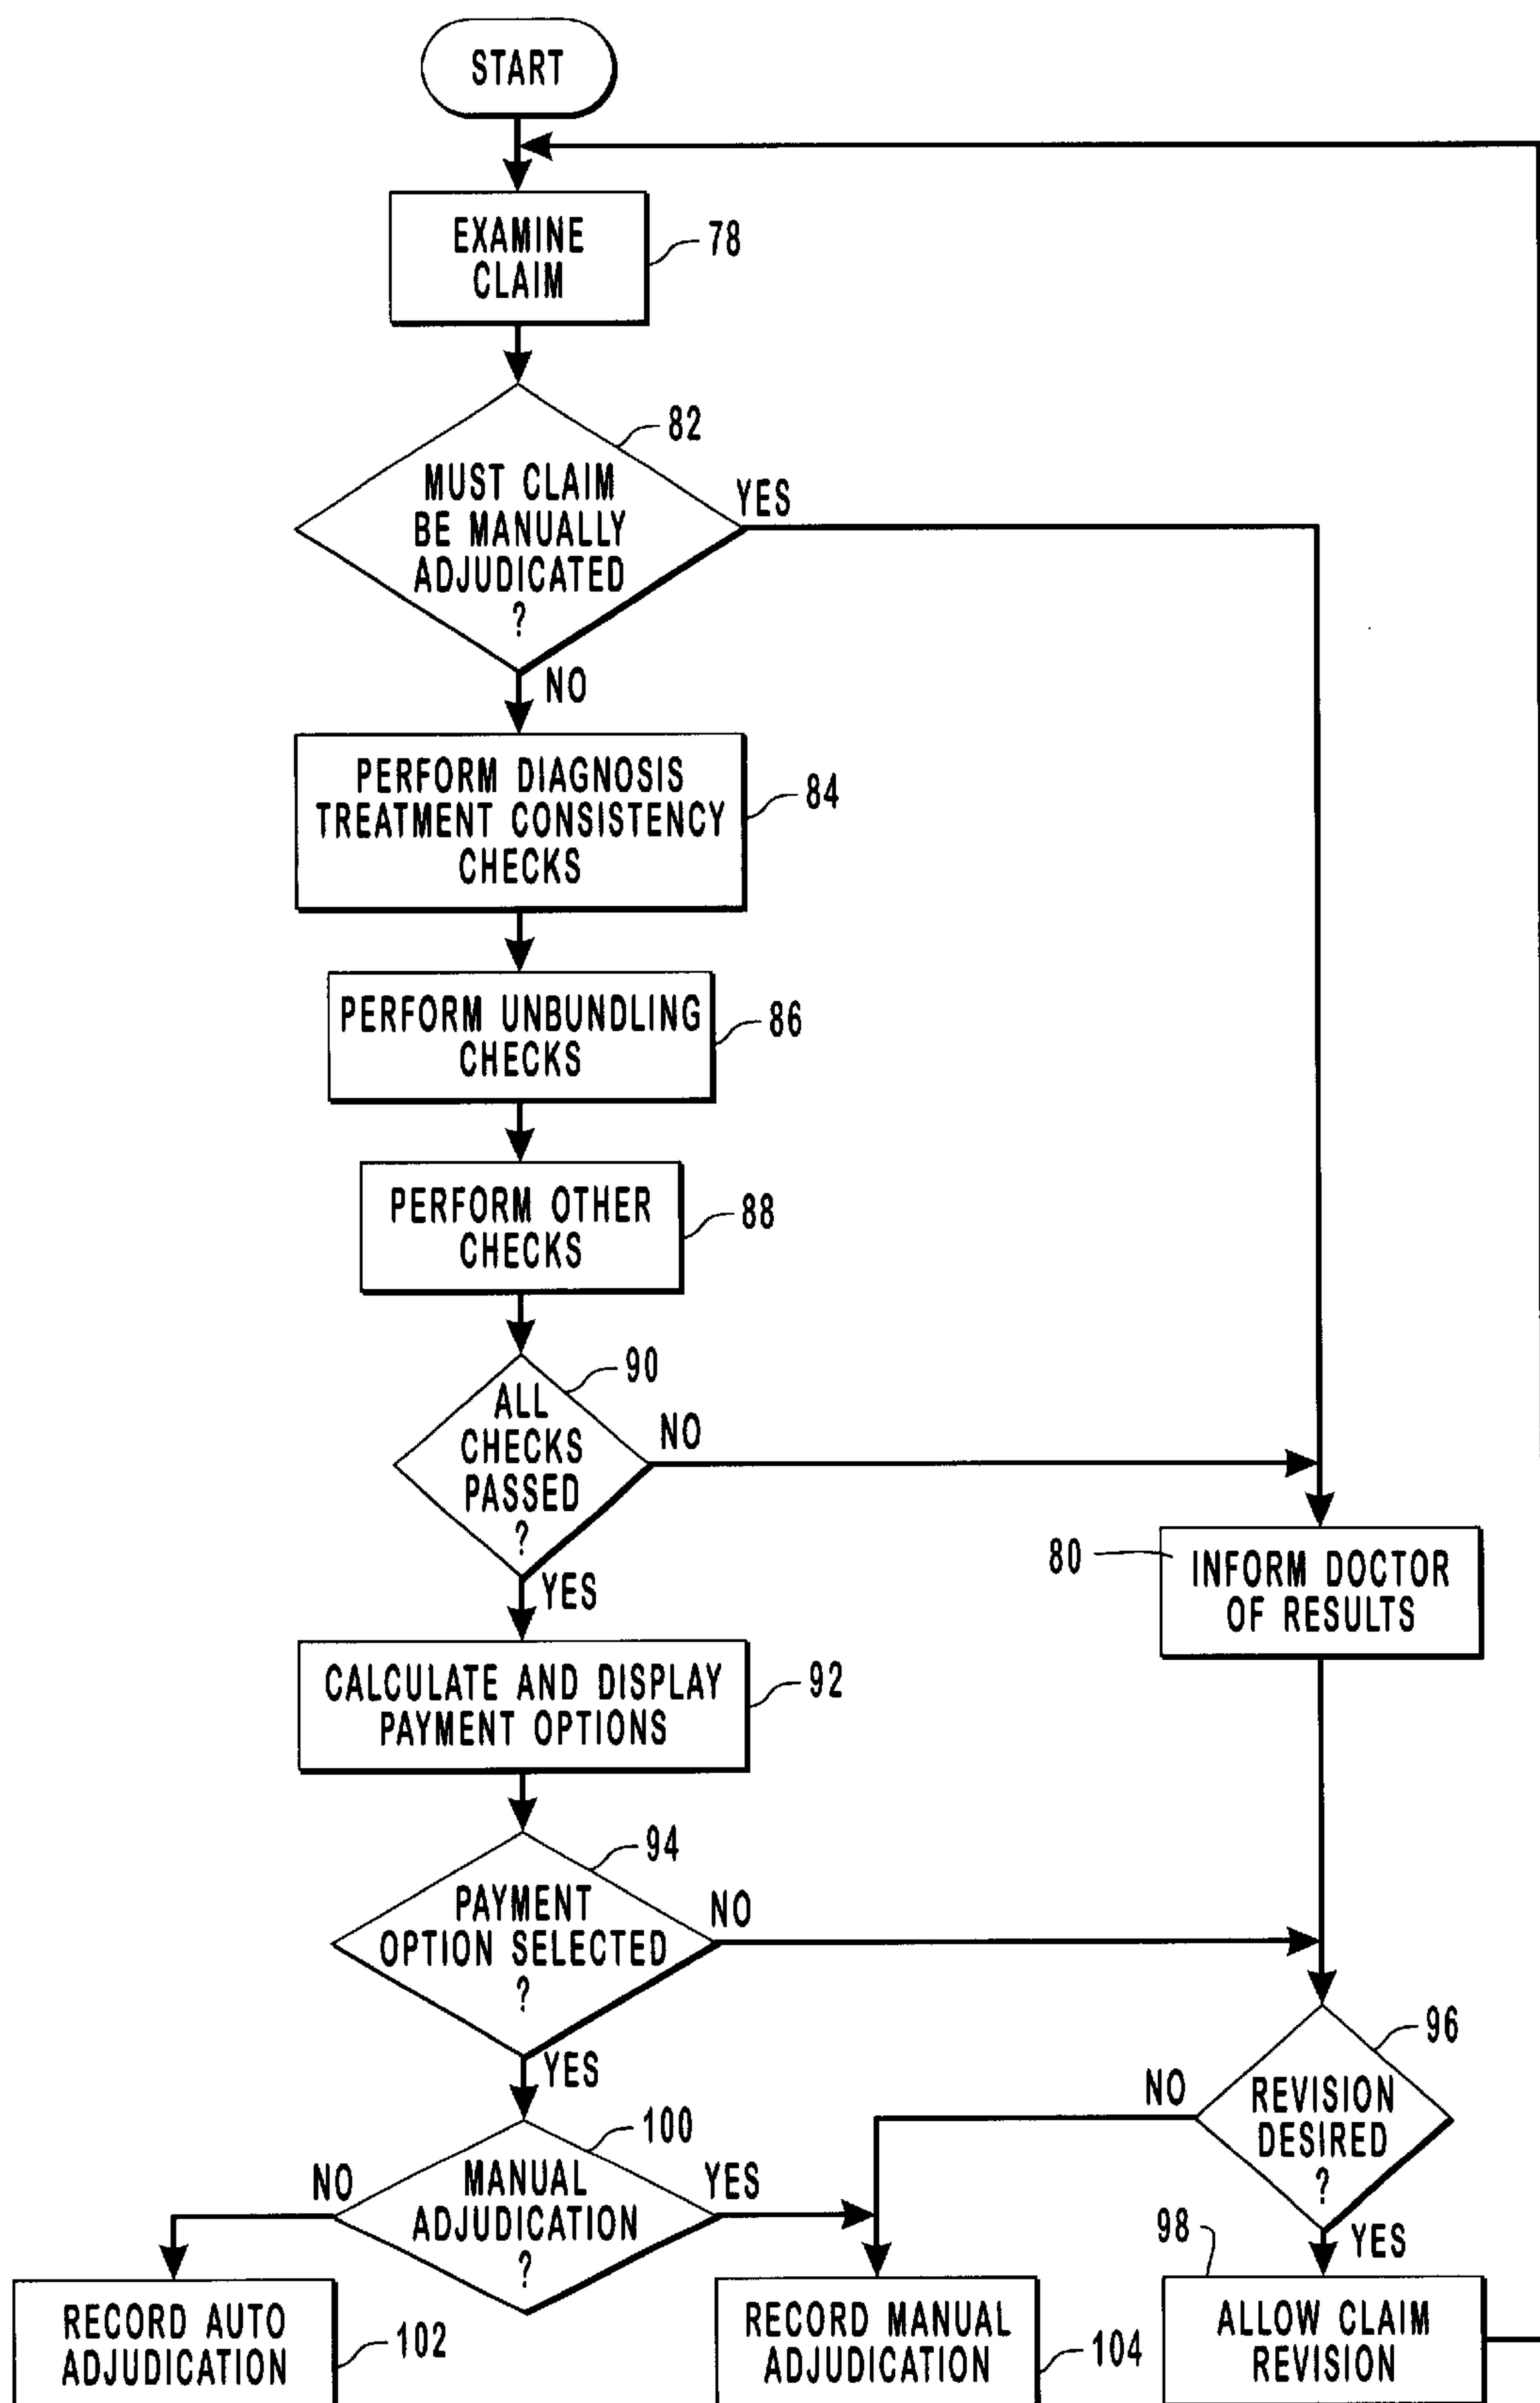 START
EXAMINE
CLAIM
78
82
MUST CLAIM
BE MANUALLY
ADJUDICATED
?
YES
NO
PERFORM DIAGNOSIS
TREATMENT CONSISTENCY
CHECKS
84
PERFORM UNBUNDLING
CHECKS
86
PERFORM OTHER
CHECKS
88
90
ALL
CHECKS
PASSED
?
NO
YES
80
INFORM DOCTOR
OF RESULTS
CALCULATE AND DISPLAY
PAYMENT OPTIONS
92
94
PAYMENT
OPTION SELECTED
?
NO
YES
96
REVISION
DESIRED
?
NO
YES
100
MANUAL
ADJUDICATION
?
NO
YES
98
RECORD AUTO
ADJUDICATION
102
RECORD MANUAL
ADJUDICATION
104
ALLOW CLAIM
REVISION